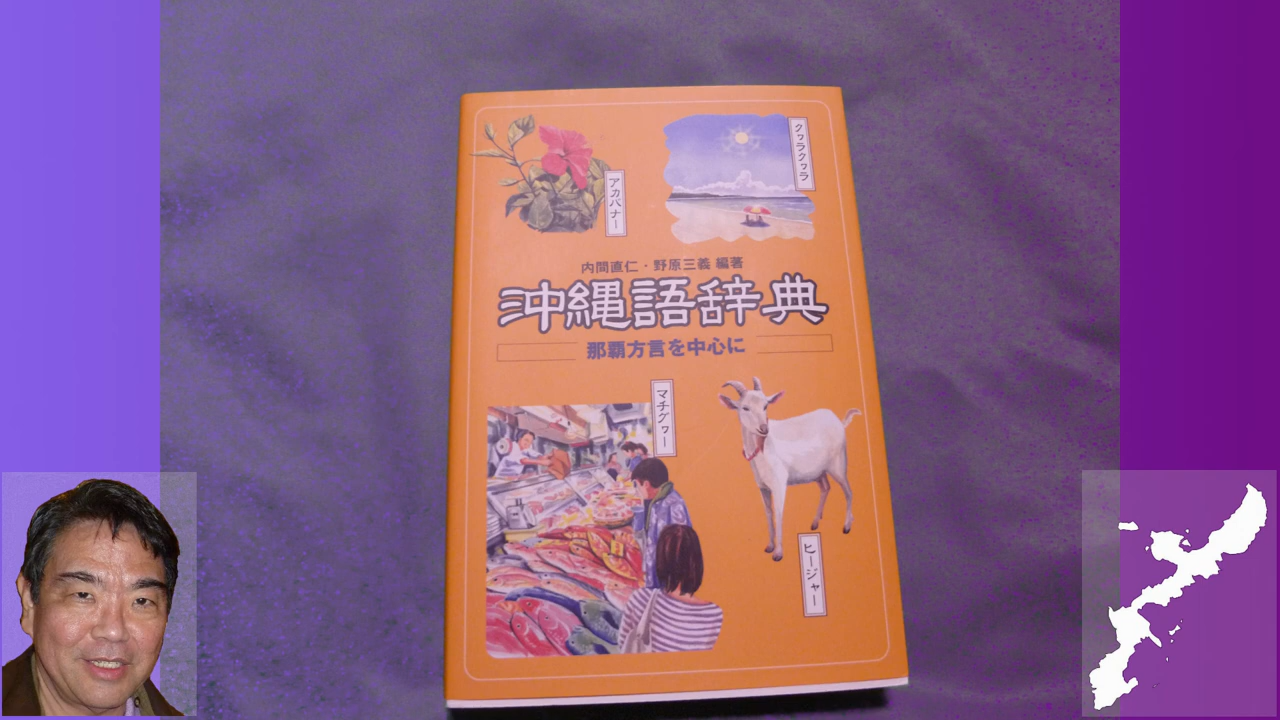 アカバナー
クヮラクヮラ
内間直仁・野原三義 編著
沖縄語辞典
那覇方言を中心に
マチグヮー
ヒージャー